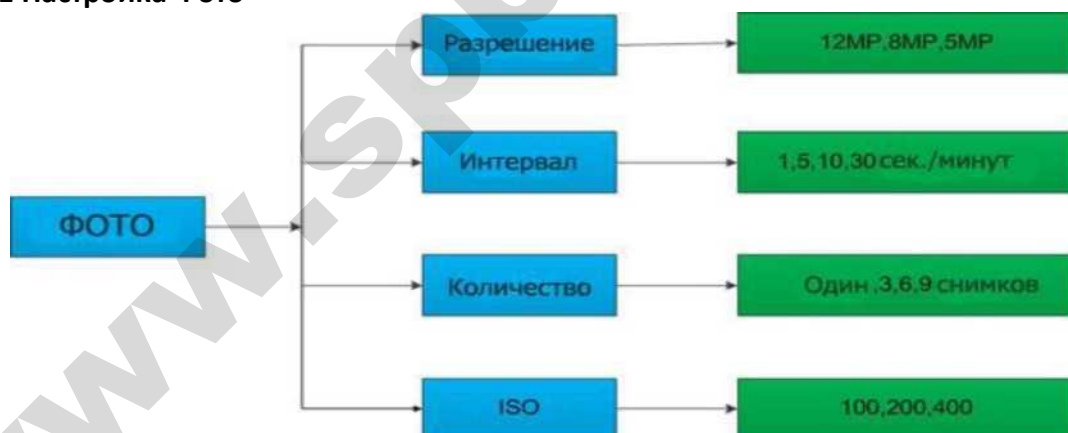 Настройка Фото
Разрешение
12MP,8MP,5MP
Интервал
1,5,10,30 сек./минут
ФОТО
Количество
Один ,3,6,9 снимков
ISO
100,200,400